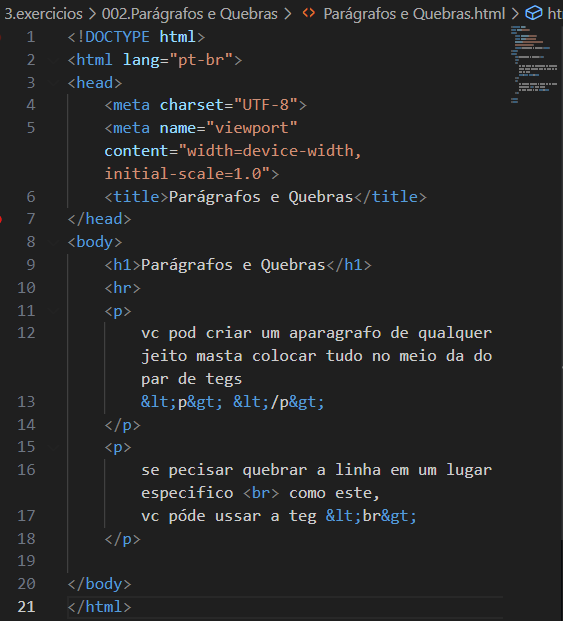 3.exercicios > 002.Parágrafos e Quebras > <> Parágrafos e Quebras.html > ht
1 <!DOCTYPE html>
2 <html lang="pt-br">
3 <head>
4 <meta charset="UTF-8">
5 <meta name="viewport"
content="width=device-width,
initial-scale=1.0">
6 <title>Parágrafos e Quebras</title>
7 </head>
8 <body>
9 <h1>Parágrafos e Quebras</h1>
10 <hr>
11 <p>
12 vc pod criar um aparagrafo de qualquer
jeito masta colocar tudo no meio da do
par de tegs
13 &lt;p&gt; &lt;/p&gt;
14 </p>
15 <p>
16 se pecisar quebrar a linha em um lugar
especifico <br> como este,
17 vc póde ussar a teg &lt;br&gt;
18 </p>
19
20 </body>
21 </html>